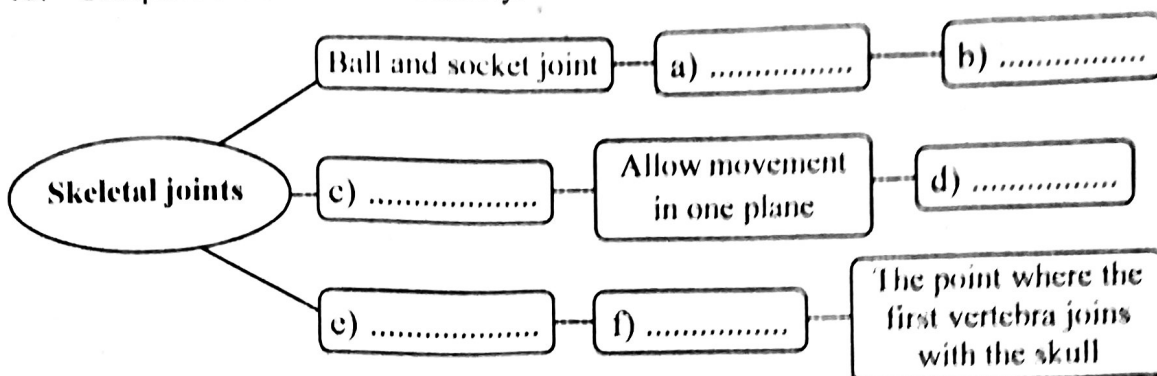 Ball and socket joint
a) ................
b) ................
Skeletal joints
c) ...................
Allow movement
in one plane
d) ................
e) ...................
f) ................
The point where the
first vertebra joins
with the skull